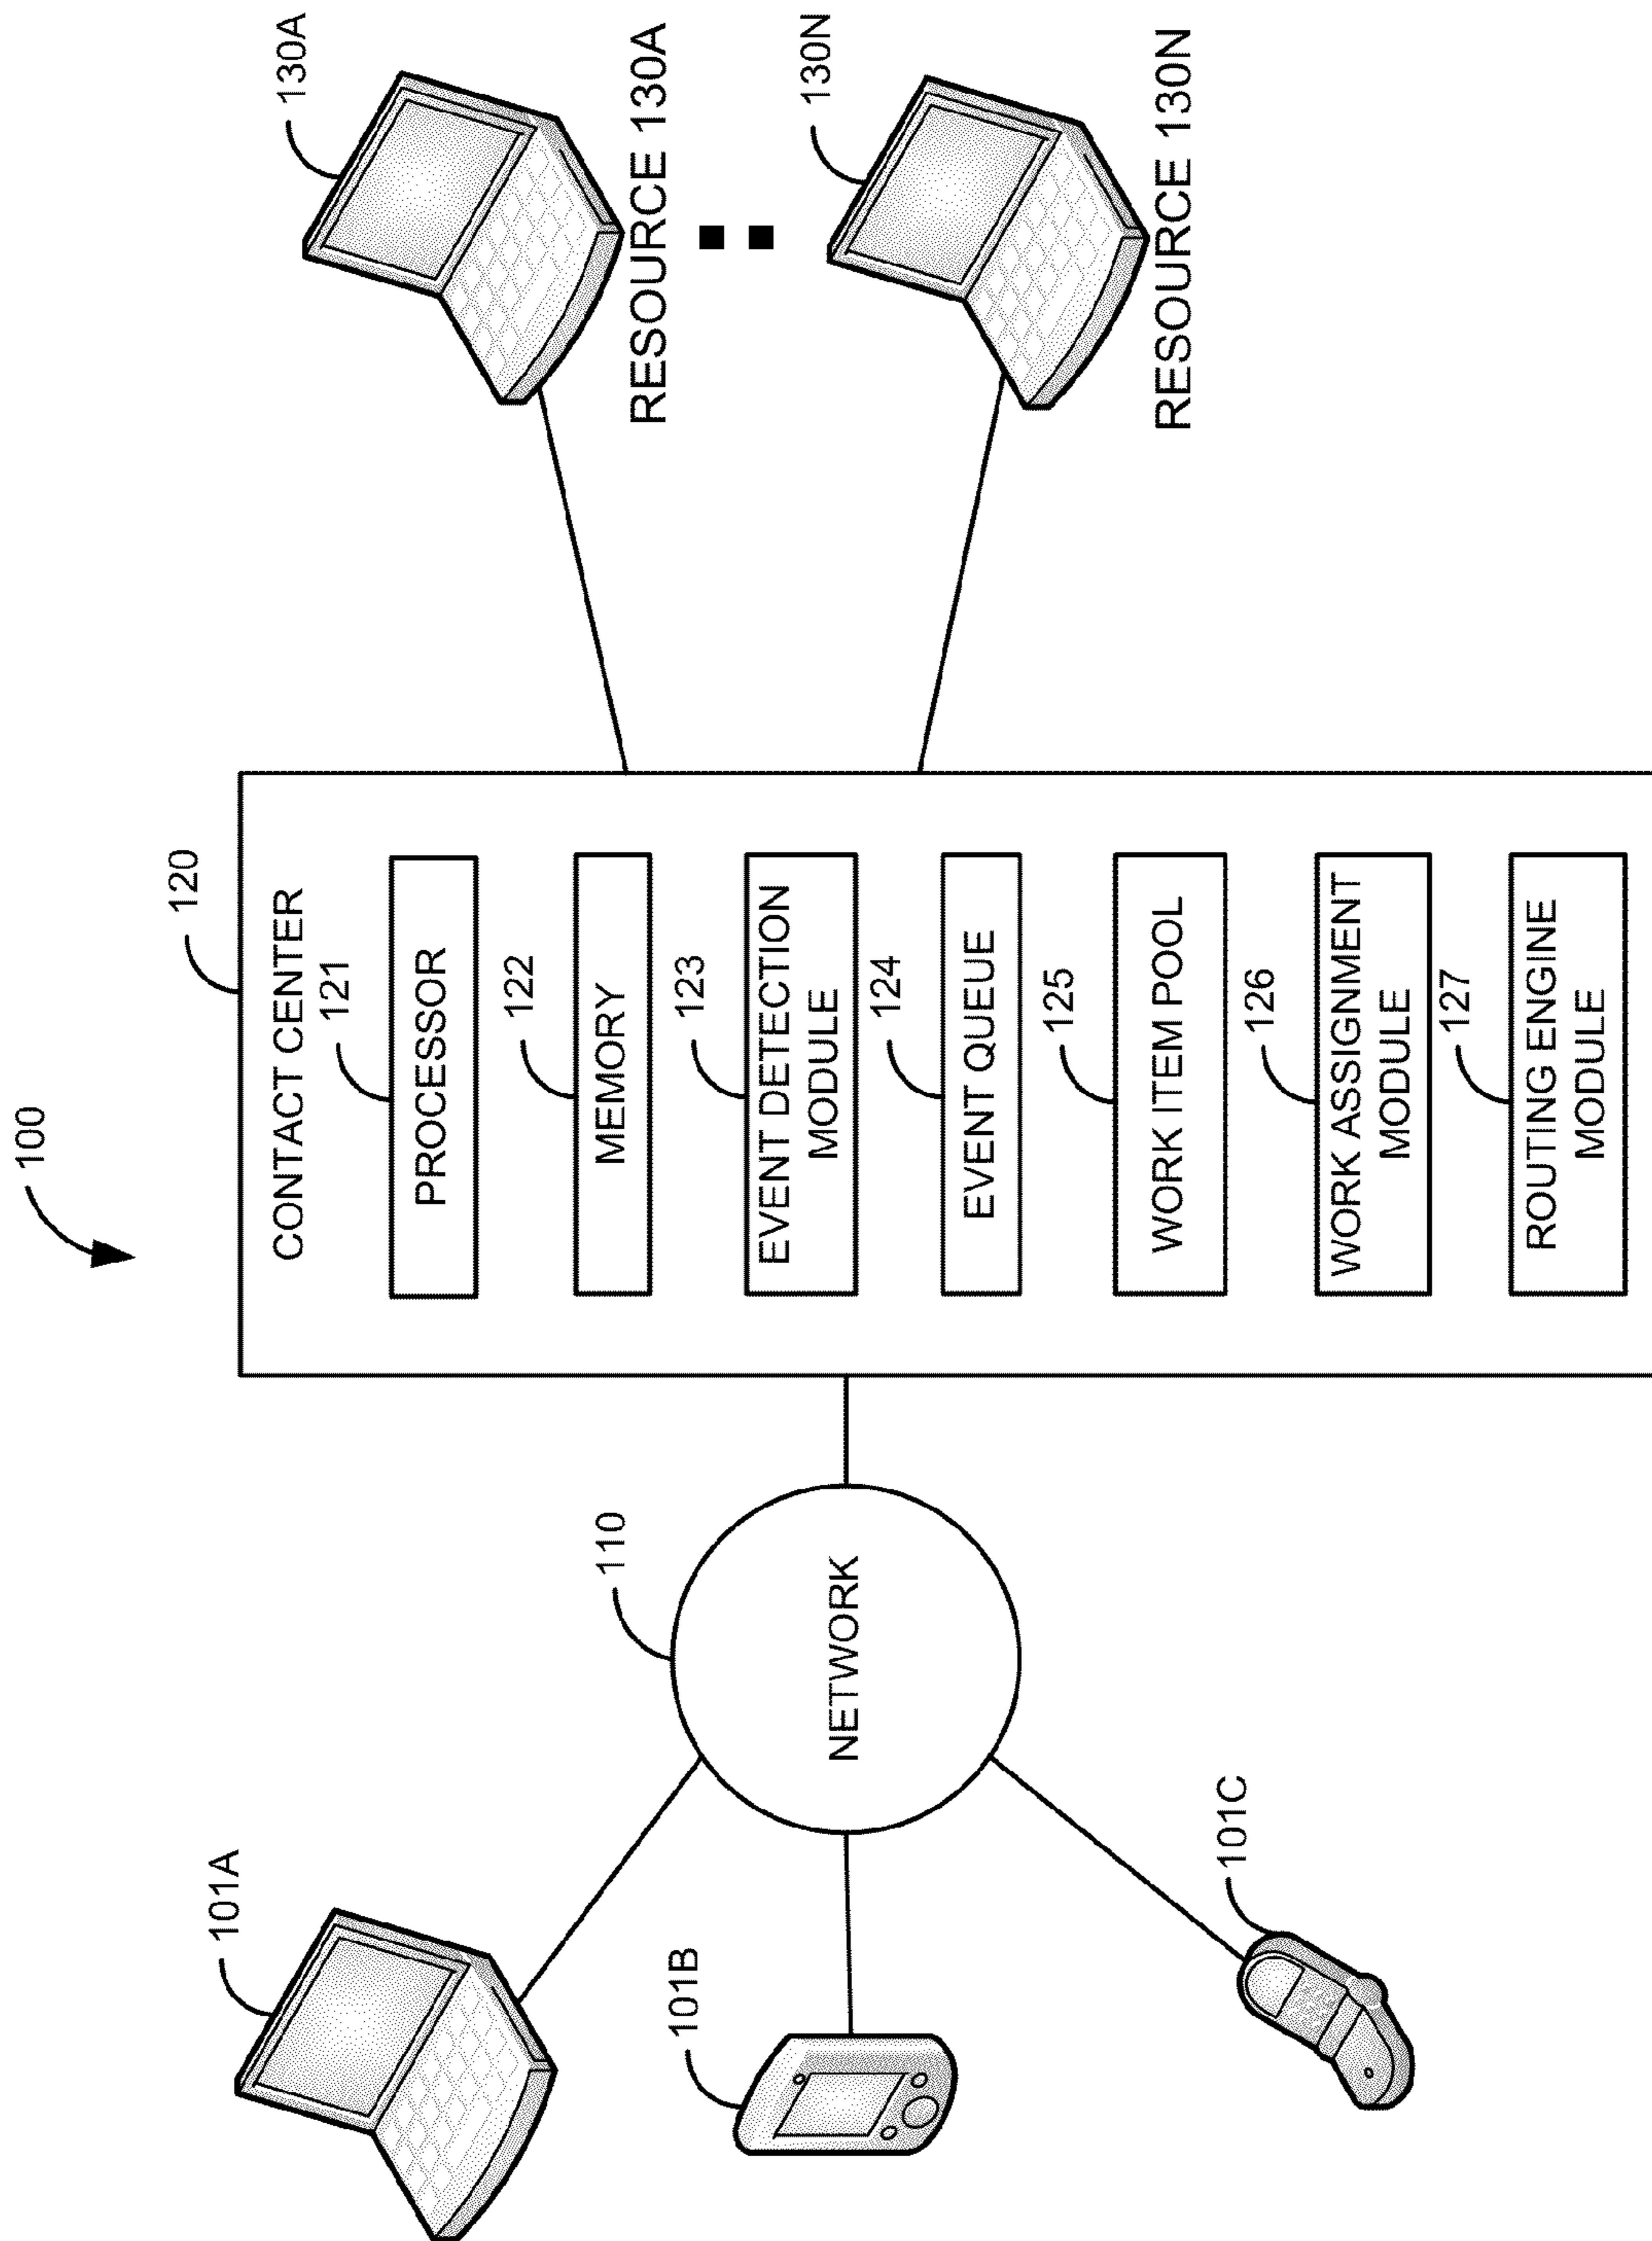 100
101A
101B
101C
110
NETWORK
120
CONTACT CENTER
121
PROCESSOR
122
MEMORY
123
EVENT DETECTION
MODULE
124
EVENT QUEUE
125
WORK ITEM POOL
126
WORK ASSIGNMENT
MODULE
127
ROUTING ENGINE
MODULE
130A
RESOURCE 130A
130N
RESOURCE 130N